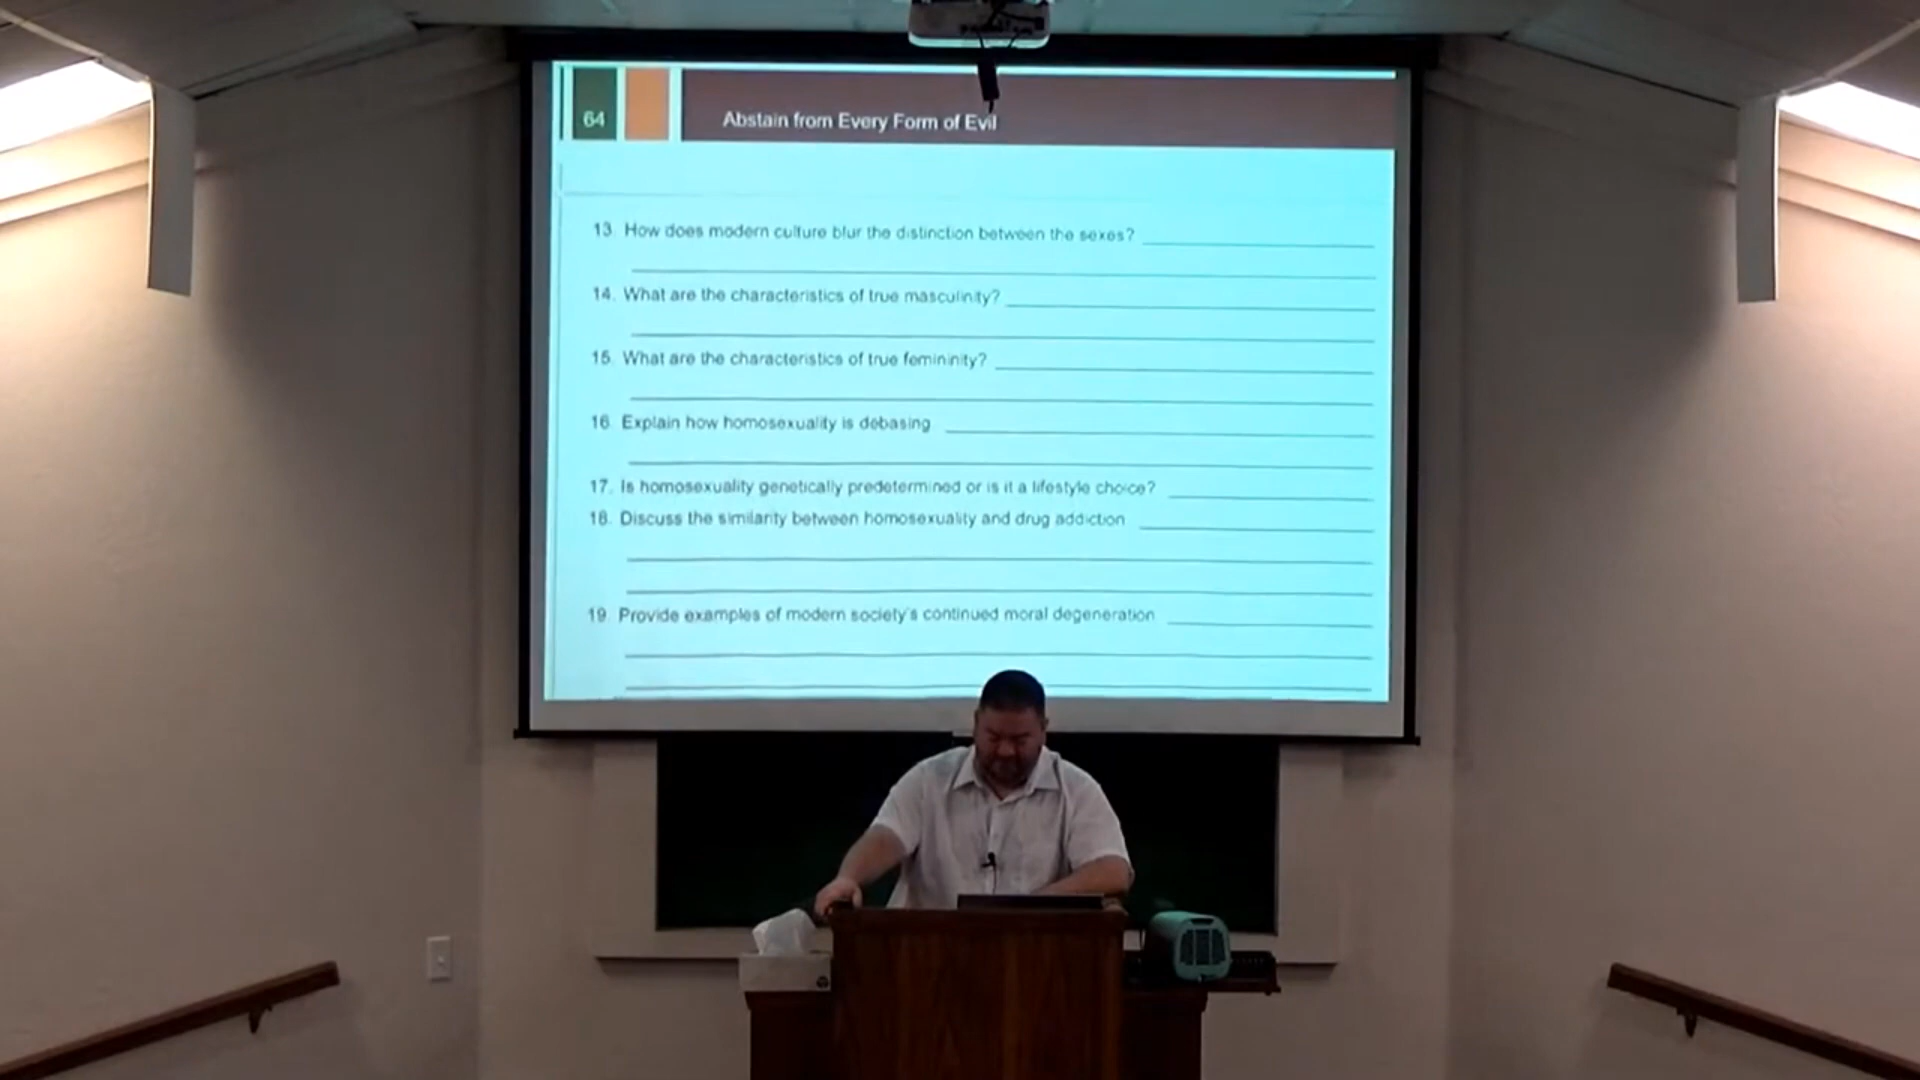 64
Abstain from Every Form of Evil
13. How does modern culture blur the distinction between the sexes?
14. What are the characteristics of true masculinity?
15. What are the characteristics of true femininity?
16. Explain how homosexuality is debasing
17. Is homosexuality genetically predetermined or is it a lifestyle choice?
18. Discuss the similarity between homosexuality and drug addiction
19. Provide examples of modern society's continued moral degeneration